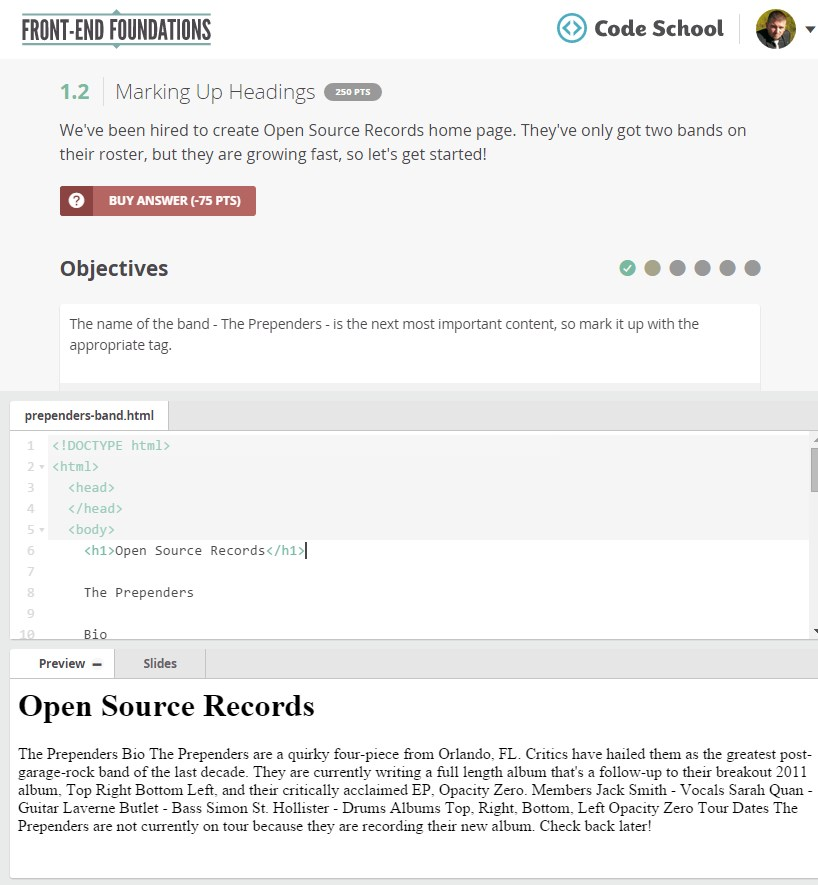 FRONT-END FOUNDATIONS
Code School
1.2 Marking Up Headings 250 PTS
We've been hired to create Open Source Records home page. They've only got two bands on
their roster, but they are growing fast, so let's get started!
? BUY ANSWER (-75 PTS)
Objectives
The name of the band - The Prependers - is the next most important content, so mark it up with the
appropriate tag.
prependers-band.html
1 <!DOCTYPE html>
2 <html>
3 <head>
4 </head>
5 <body>
6 <h1>Open Source Records</h1>
7
8 The Prependers
9
10 Bio
Preview Slides
Open Source Records
The Prependers Bio The Prependers are a quirky four-piece from Orlando, FL. Critics have hailed them as the greatest post-
garage-rock band of the last decade. They are currently writing a full length album that's a follow-up to their breakout 2011
album, Top Right Bottom Left, and their critically acclaimed EP, Opacity Zero. Members Jack Smith - Vocals Sarah Quan -
Guitar Laverne Butlet - Bass Simon St. Hollister - Drums Albums Top, Right, Bottom, Left Opacity Zero Tour Dates The
Prependers are not currently on tour because they are recording their new album. Check back later!